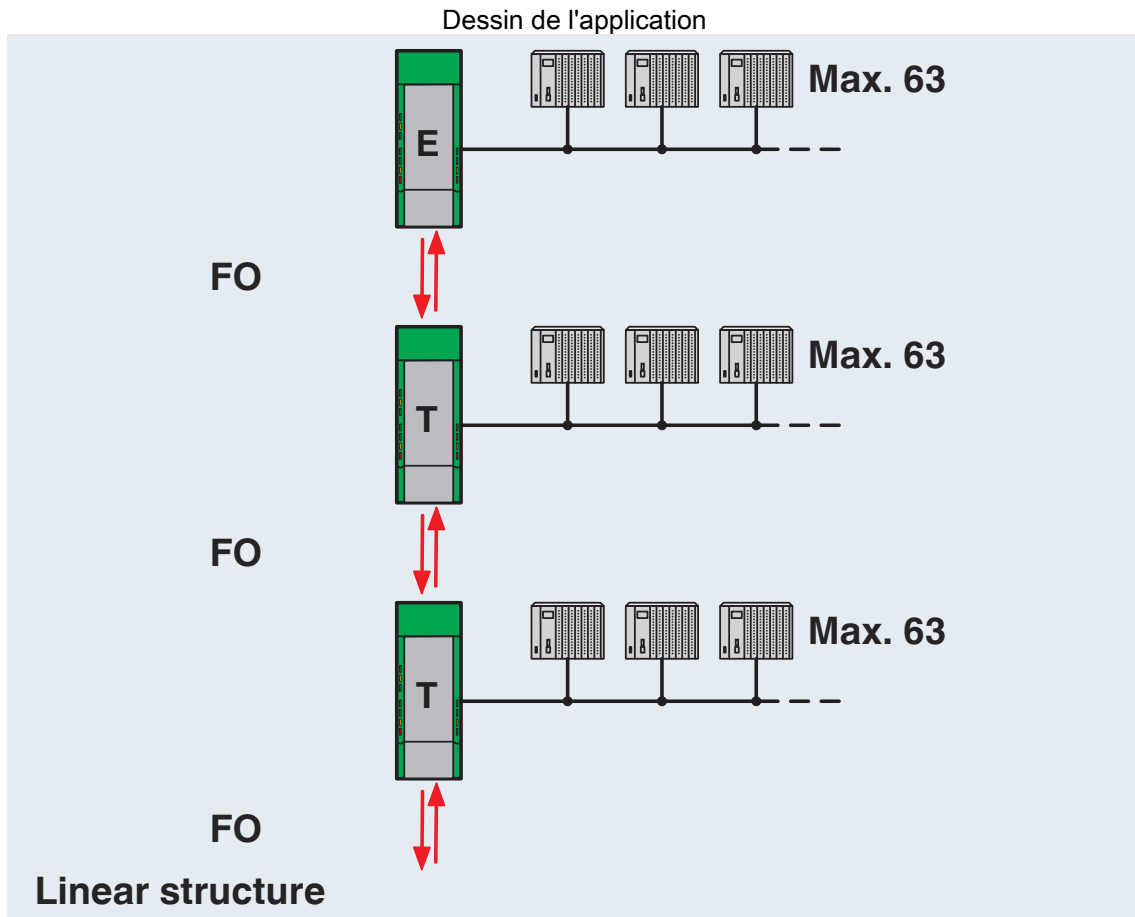 Dessin de l'application
Max. 63
E
FO
Max. 63
T
FO
Max. 63
T
FO
Linear structure